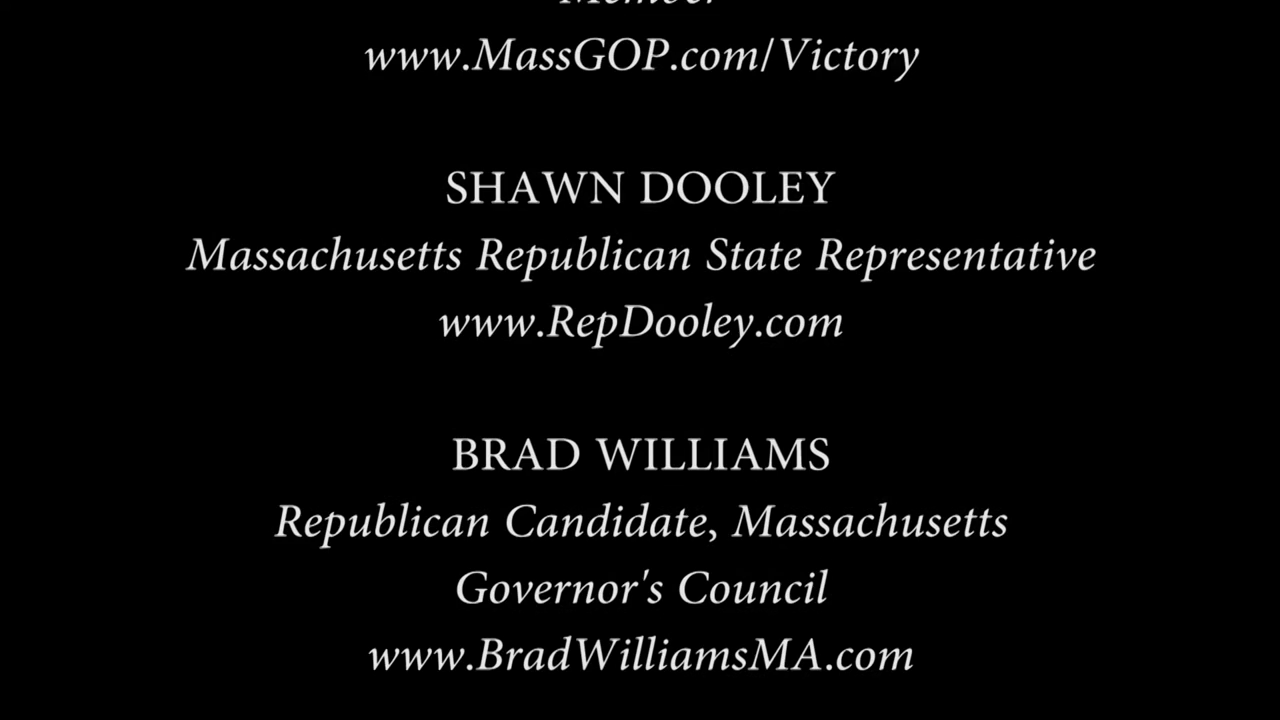 www.MassGOP.com/Victory
SHAWN DOOLEY
Massachusetts Republican State Representative
www.RepDooley.com
BRAD WILLIAMS
Republican Candidate, Massachusetts
Governor's Council
www.BradWilliamsMA.com